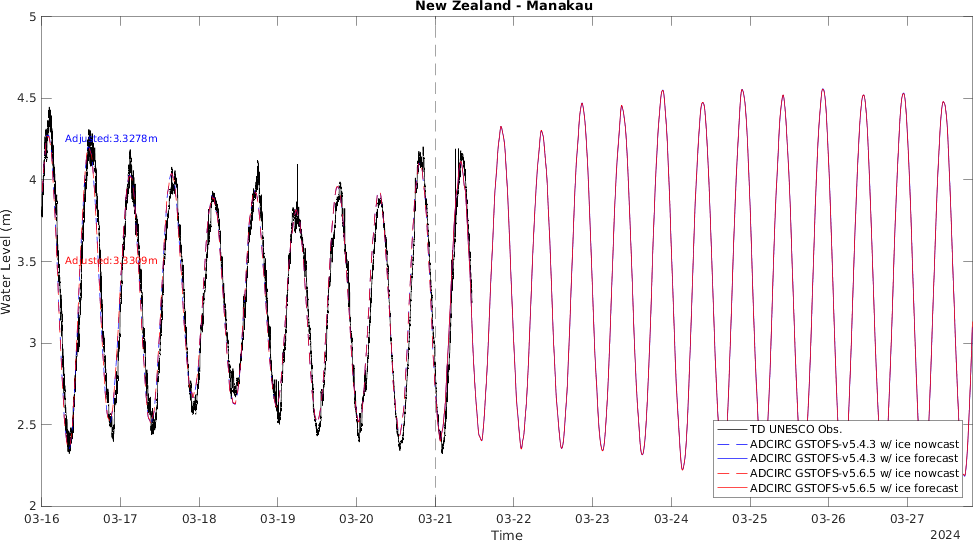 New Zealand - Manakau
5
4.5
4
3.5
3
2.5
2
Water Level (m)
Adjusted:3.3278m
Adjusted:3.3309m
TD UNESCO Obs.
ADCIRC GSTOFS-v5.4.3 w/ ice nowcast
ADCIRC GSTOFS-v5.4.3 w/ ice forecast
ADCIRC GSTOFS-v5.6.5 w/ ice nowcast
ADCIRC GSTOFS-v5.6.5 w/ ice forecast
03-16 03-17 03-18 03-19 03-20 03-21 03-22 03-23 03-24 03-25 03-26 03-27
Time
2024